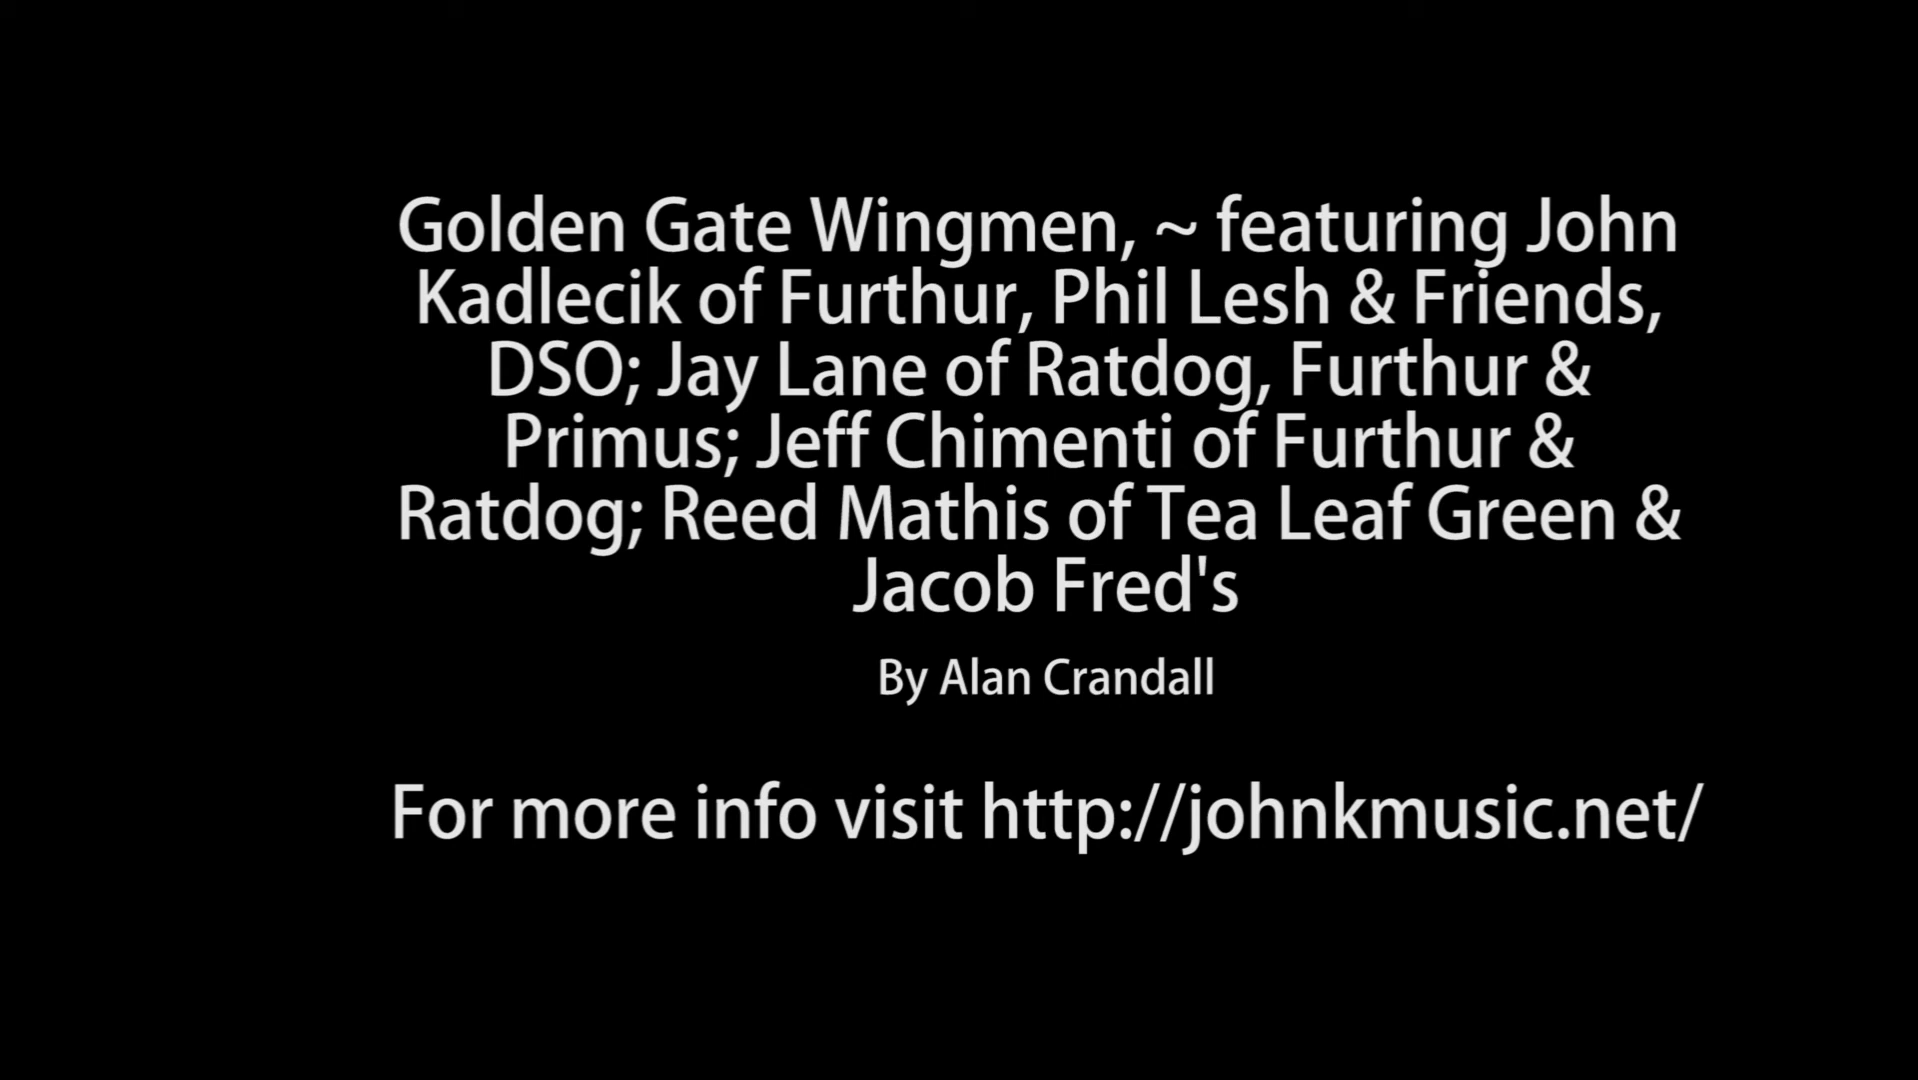 Golden Gate Wingmen, ~ featuring John
Kadlecik of Furthur, Phil Lesh & Friends,
DSO; Jay Lane of Ratdog, Furthur &
Primus; Jeff Chimenti of Furthur &
Ratdog; Reed Mathis of Tea Leaf Green &
Jacob Fred's
By Alan Crandall
For more info visit http://johnkmusic.net/